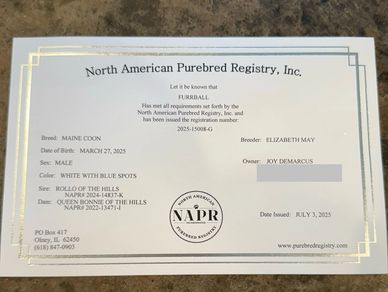 North American Purebred Registry, Inc.
Let it be known that
FURRBALL
Has met all requirements set forth by the
North American Purebred Registry, Inc. and
has been issued the registration number:
2025-15008-G
Breed: MAINE COON
Breeder: ELIZABETH MAY
Date of Birth: MARCH 27, 2025
Sex: MALE
Owner: JOY DEMARCUS
Color: WHITE WITH BLUE SPOTS
Sire: ROLLO OF THE HILLS
NAPR# 2024-14837-K
Dam: QUEEN BONNIE OF THE HILLS
NAPR# 2022-13471-I
NORTH AMERICAN
NAPR
PUREBRED REGISTRY
Date Issued: JULY 3, 2025
PO Box 417
Olney, IL 62450
(618) 847-0903
www.purebredregistry.com